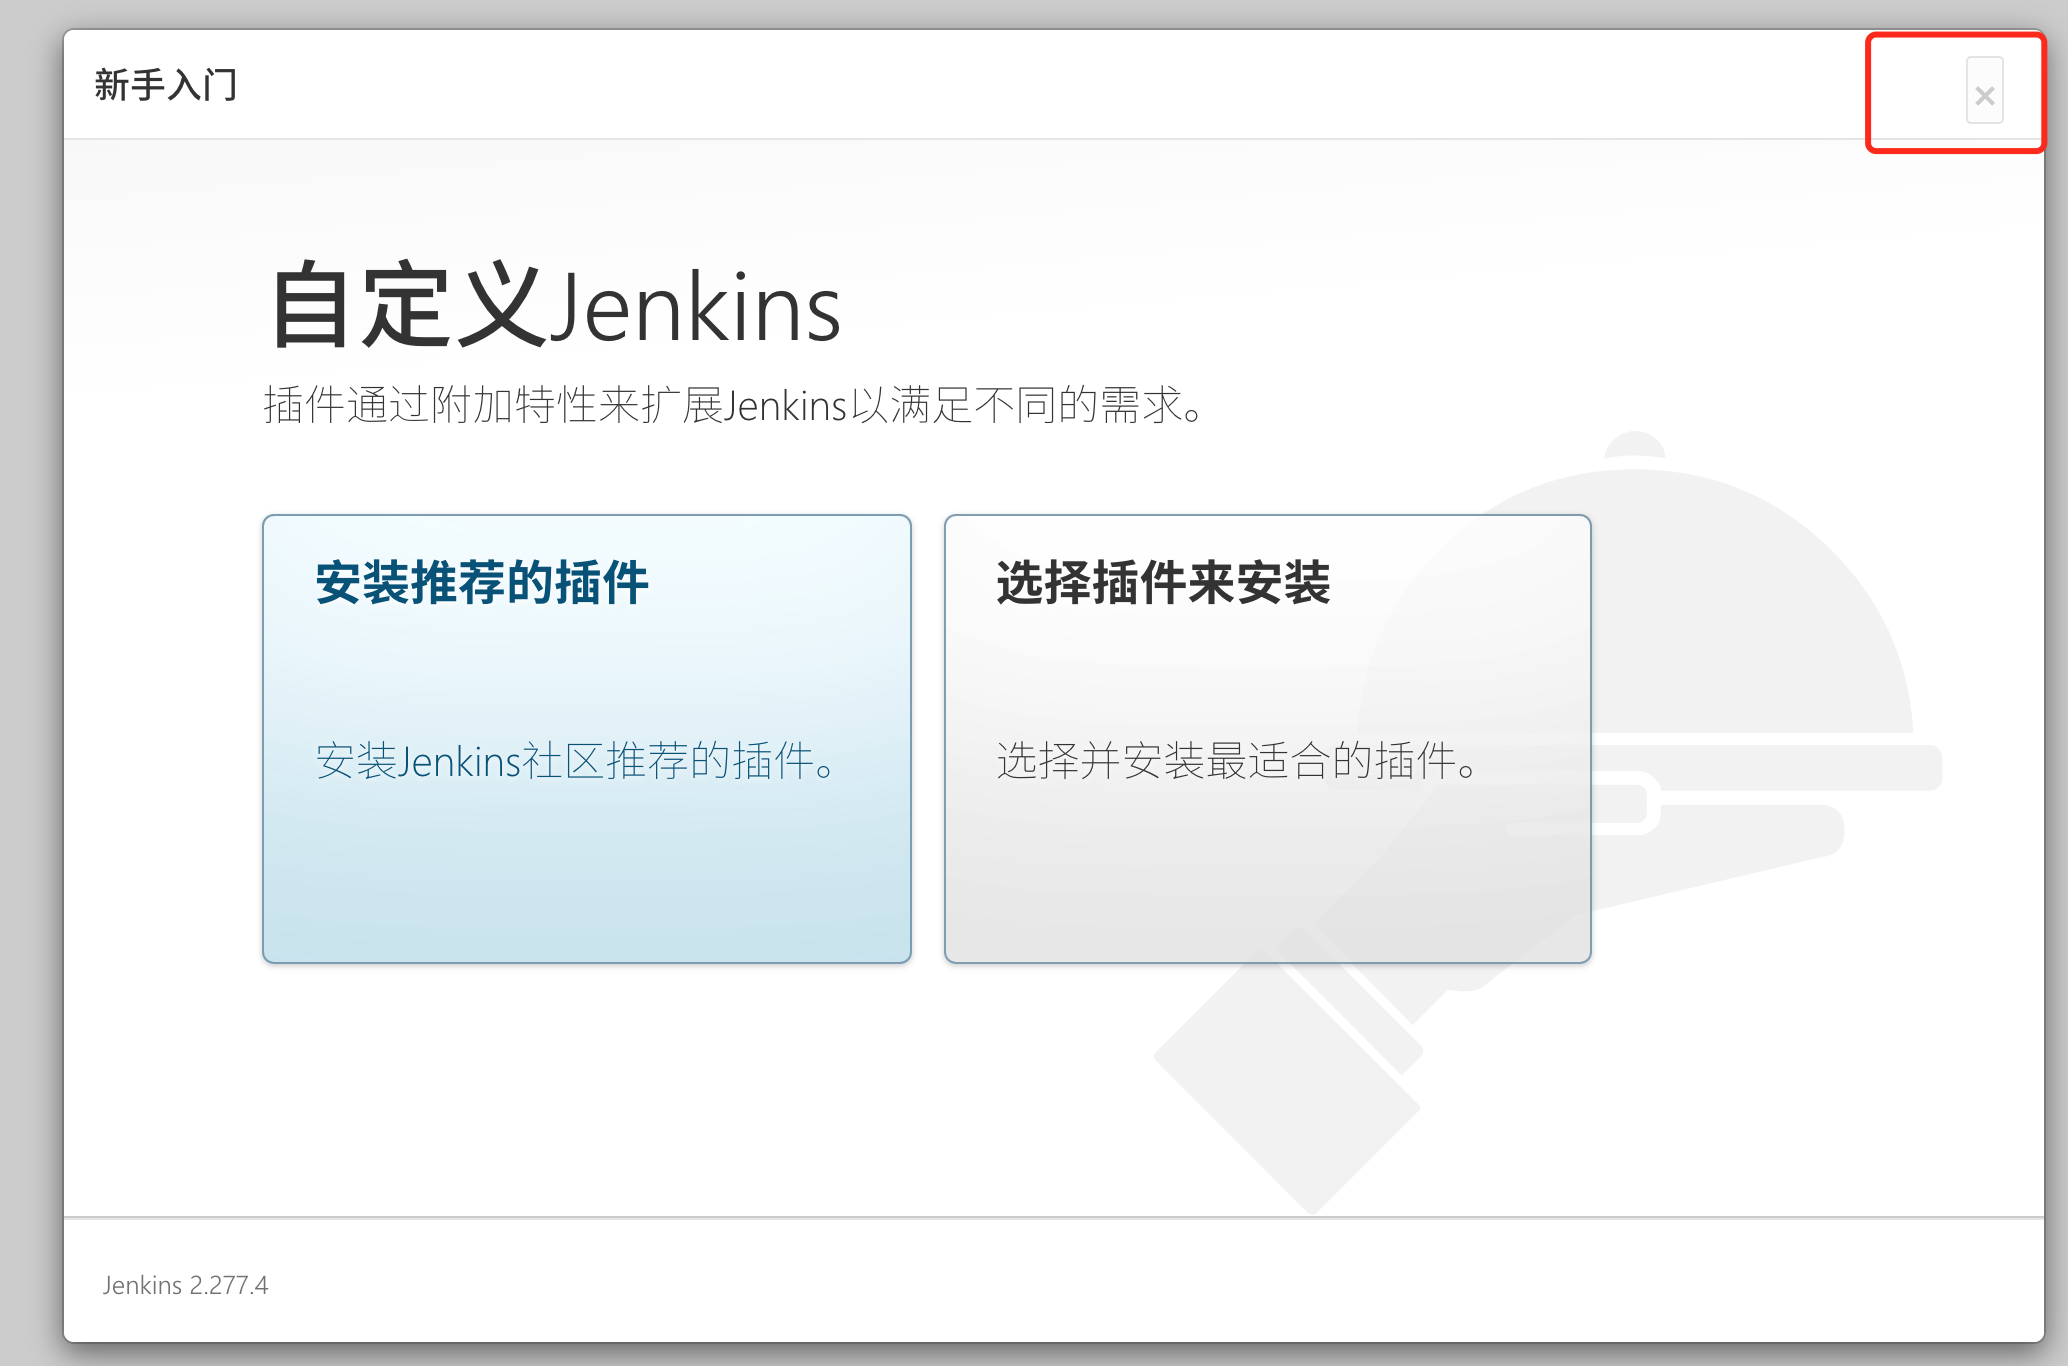 新手入门
×
自定义Jenkins
插件通过附加特性来扩展Jenkins以满足不同的需求。
安装推荐的插件
安装Jenkins社区推荐的插件。
选择插件来安装
选择并安装最适合的插件。
Jenkins 2.277.4